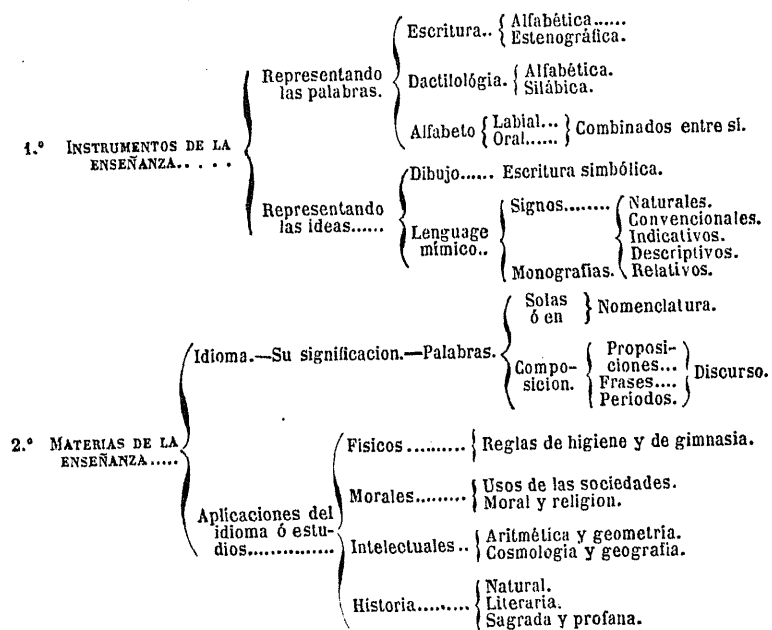 Escritura.. { Alfabética......
Estenográfica.
Representando
las palabras.
Dactilológia. { Alfabética.
Silábica.
Alfabeto { Labial...
Oral...... } Combinados entre sí.
1.° INSTRUMENTOS DE LA
ENSEÑANZA.. . . .
Dibujo...... Escritura simbólica.
Representando
las ideas......
Lenguage
mímico..
Signos........
Monografias.
Naturales.
Convencionales.
Indicativos.
Descriptivos.
Relativos.
Idioma.—Su significacion.—Palabras.
Solas
ó en } Nomenclatura.
Compo-
sicion.
Proposi-
ciones...
Frases....
Periodos.
Discurso.
2.° MATERIAS DE LA
ENSEÑANZA.....
Aplicaciones del
idioma ó estu-
dios...............
Físicos .......... { Reglas de higiene y de gimnasia.
Morales......... { Usos de las sociedades.
Moral y religion.
Intelectuales .. { Aritmética y geometría.
Cosmologia y geografia.
Historia......... { Natural.
Literaria.
Sagrada y profana.